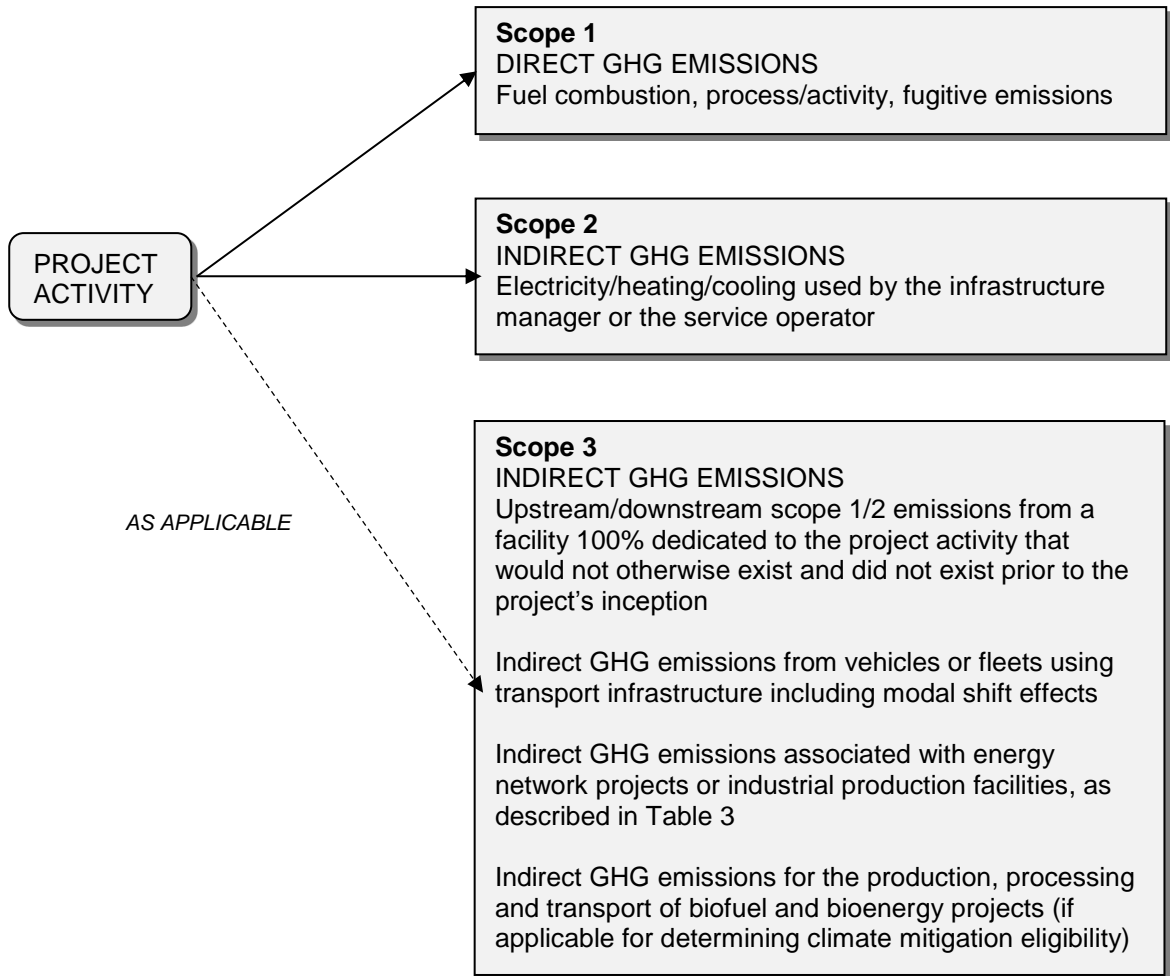 Scope 1
DIRECT GHG EMISSIONS
Fuel combustion, process/activity, fugitive emissions
Scope 2
INDIRECT GHG EMISSIONS
Electricity/heating/cooling used by the infrastructure
manager or the service operator
PROJECT
ACTIVITY
AS APPLICABLE
Scope 3
INDIRECT GHG EMISSIONS
Upstream/downstream scope 1/2 emissions from a
facility 100% dedicated to the project activity that
would not otherwise exist and did not exist prior to the
project's inception
Indirect GHG emissions from vehicles or fleets using
transport infrastructure including modal shift effects
Indirect GHG emissions associated with energy
network projects or industrial production facilities, as
described in Table 3
Indirect GHG emissions for the production, processing
and transport of biofuel and bioenergy projects (if
applicable for determining climate mitigation eligibility)